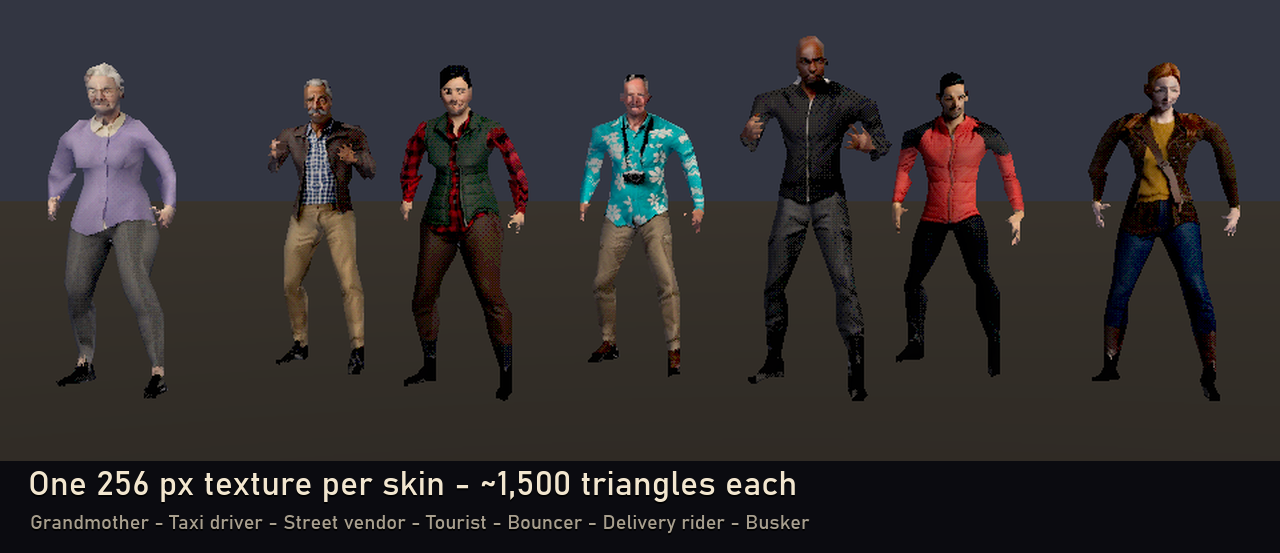 One 256 px texture per skin - ~1,500 triangles each
Grandmother - Taxi driver - Street vendor - Tourist - Bouncer - Delivery rider - Busker